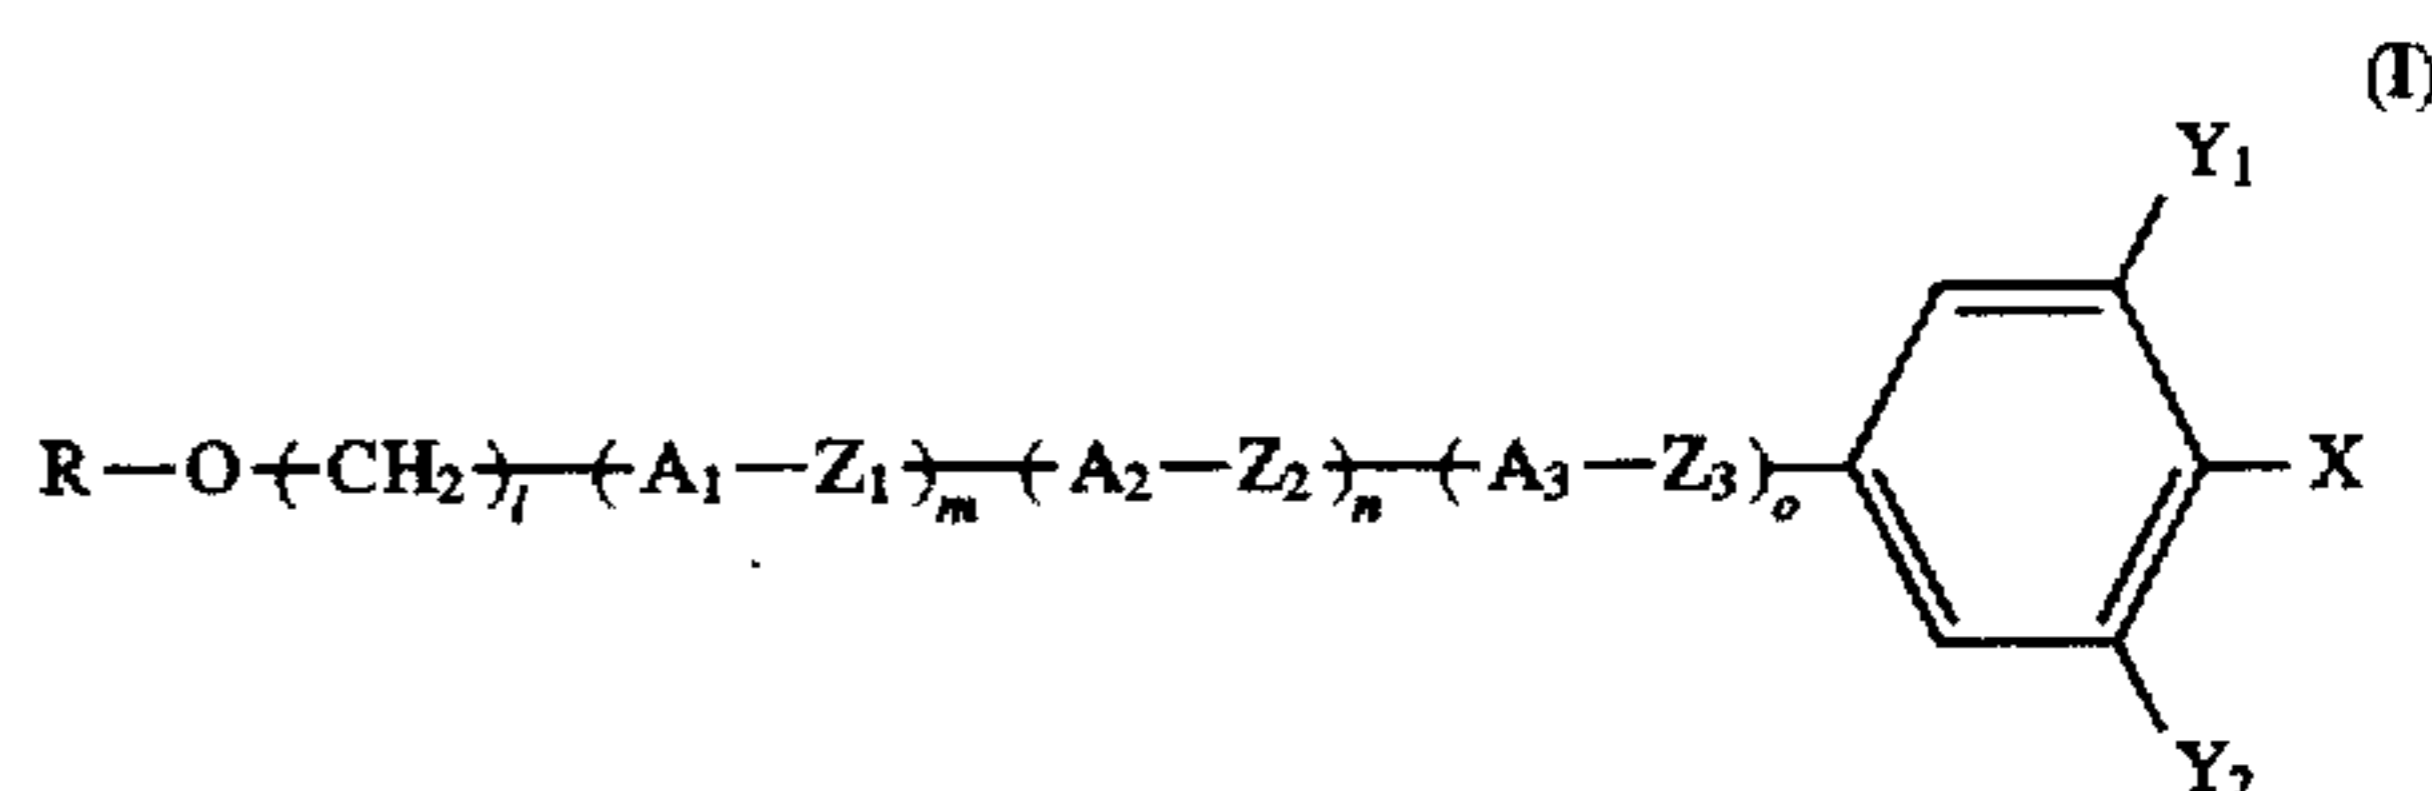 (I)
Y1
R—O—(CH2)l—(A1—Z1)m—(A2—Z2)n—(A3—Z3)o— X
Y2